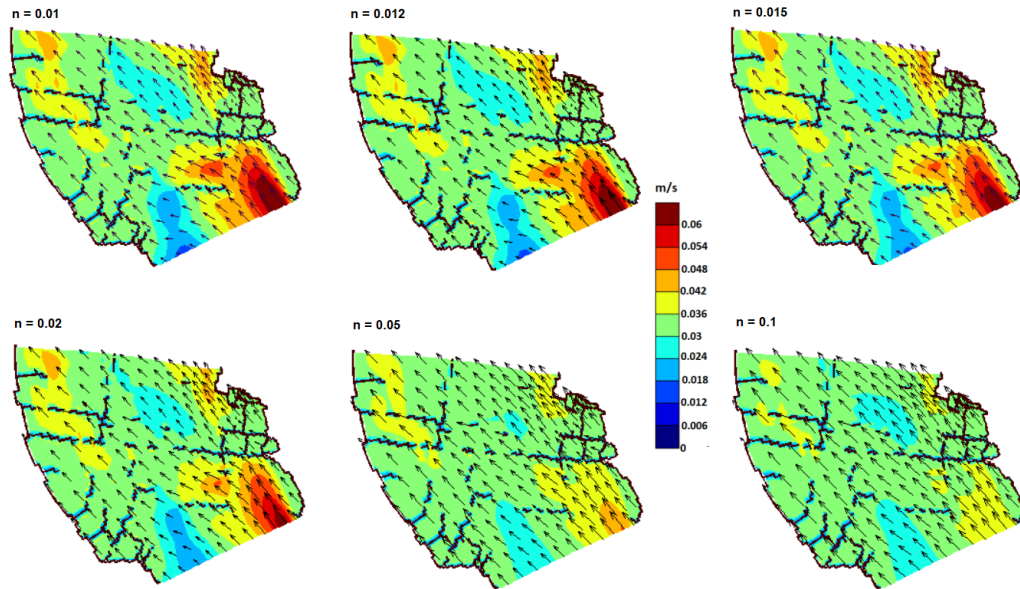 n = 0.01
n = 0.012
n = 0.015
m/s
0.06
0.054
0.048
0.042
0.036
0.03
0.024
0.018
0.012
0.006
0
n = 0.02
n = 0.05
n = 0.1